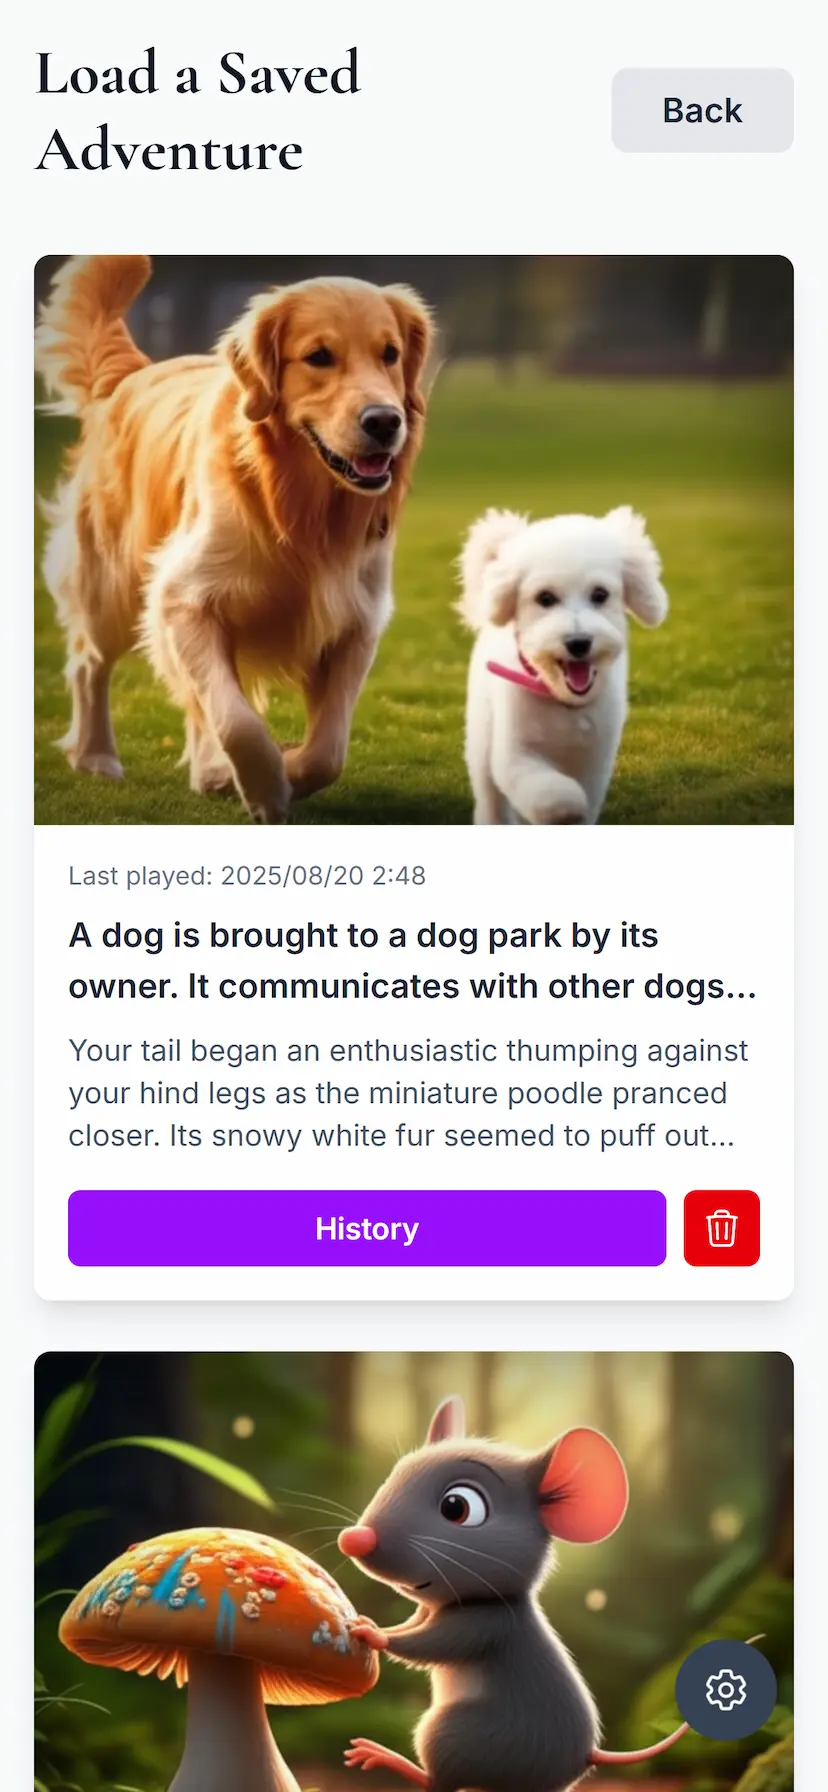 Load a Saved
Adventure
Back
Last played: 2025/08/20 2:48
A dog is brought to a dog park by its
owner. It communicates with other dogs...
Your tail began an enthusiastic thumping against
your hind legs as the miniature poodle pranced
closer. Its snowy white fur seemed to puff out...
History